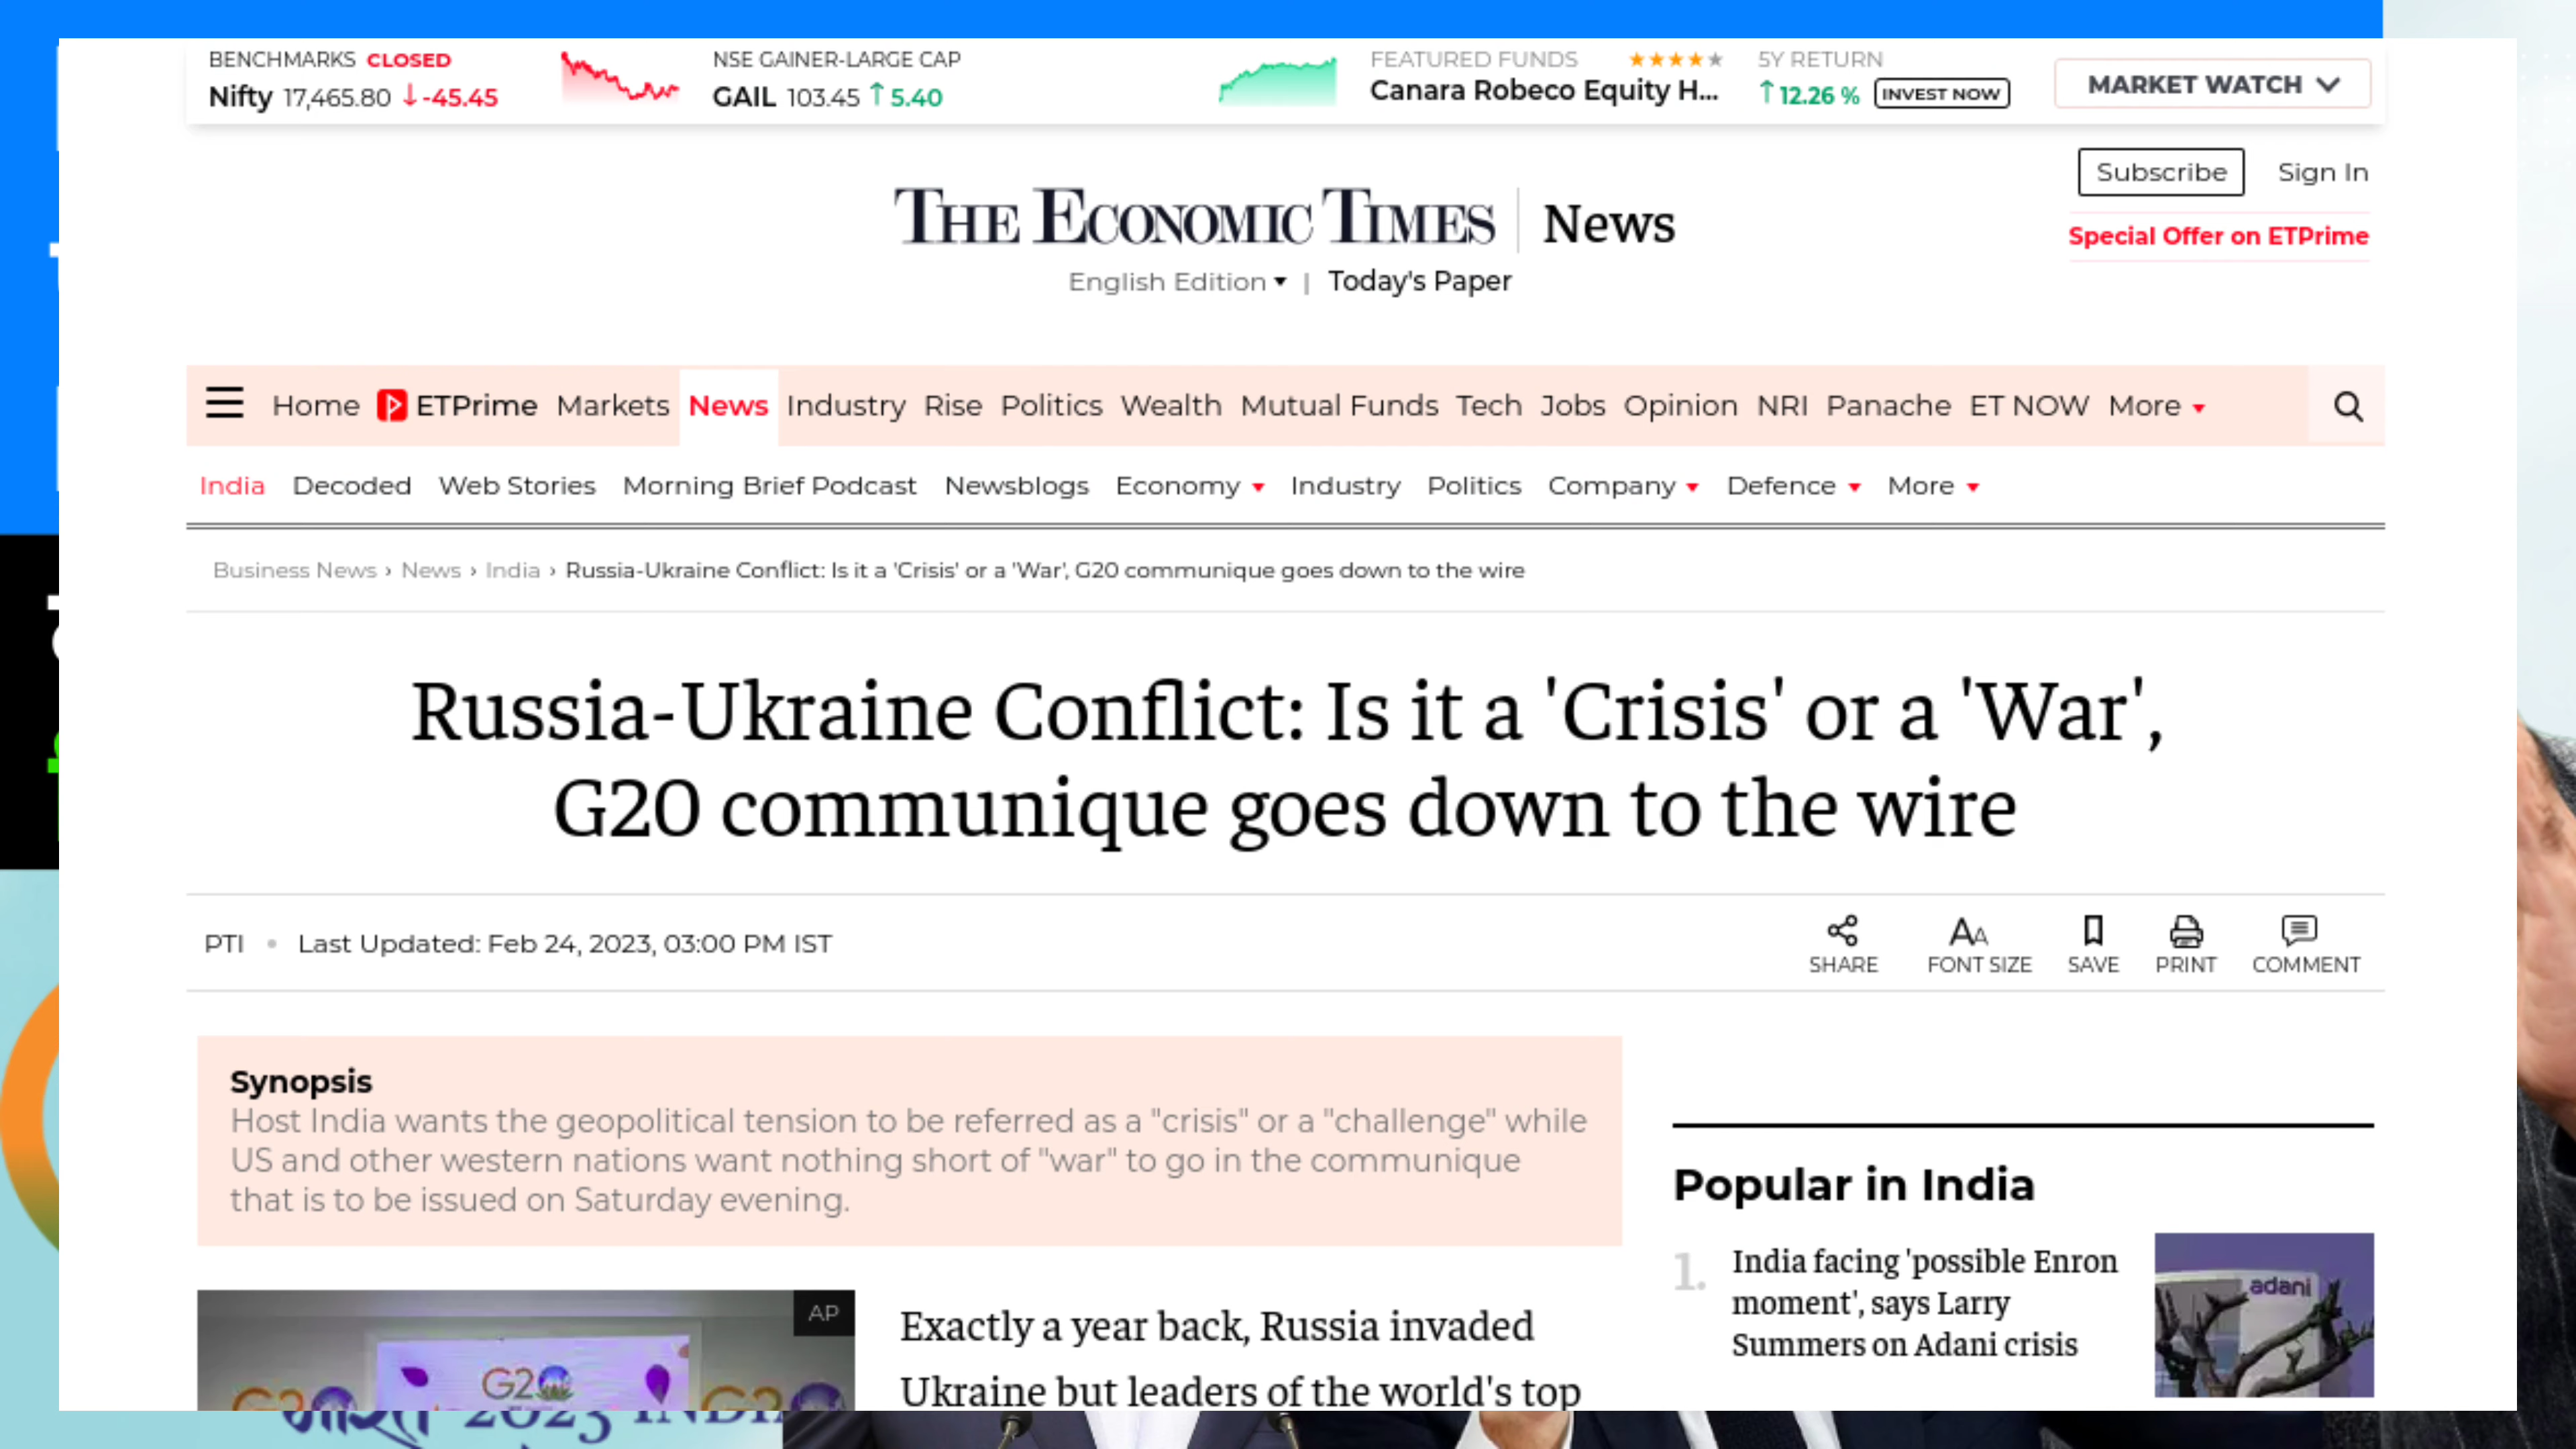 BENCHMARKS CLOSED
Nifty 17,465.80 ↓ -45.45
NSE GAINER-LARGE CAP
GAIL 103.45 ↑ 5.40
FEATURED FUNDS ★★★★★
Canara Robeco Equity H...
5Y RETURN
↑ 12.26 % INVEST NOW
MARKET WATCH
Subscribe Sign In
THE ECONOMIC TIMES News
Special Offer on ETPrime
English Edition | Today's Paper
Home ETPrime Markets News Industry Rise Politics Wealth Mutual Funds Tech Jobs Opinion NRI Panache ET NOW More
India Decoded Web Stories Morning Brief Podcast Newsblogs Economy Industry Politics Company Defence More
Business News › News › India › Russia-Ukraine Conflict: Is it a 'Crisis' or a 'War', G20 communique goes down to the wire
Russia-Ukraine Conflict: Is it a 'Crisis' or a 'War',
G20 communique goes down to the wire
PTI • Last Updated: Feb 24, 2023, 03:00 PM IST
SHARE AA FONT SIZE SAVE PRINT COMMENT
Synopsis
Host India wants the geopolitical tension to be referred as a "crisis" or a "challenge" while
US and other western nations want nothing short of "war" to go in the communique
that is to be issued on Saturday evening.
Popular in India
1. India facing 'possible Enron
moment', says Larry
Summers on Adani crisis
adani
AP
G20
G20 G20
Exactly a year back, Russia invaded
Ukraine but leaders of the world's top
2023 INDIA